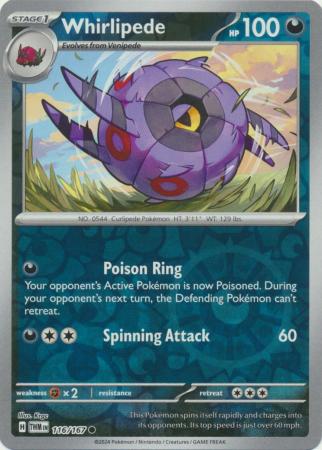 STAGE 1
Whirlipede
HP 100
Evolves from Venipede
NO. 0544 Curlipede Pokémon HT: 3'11" WT: 129 lbs.
Poison Ring
Your opponent's Active Pokémon is now Poisoned. During
your opponent's next turn, the Defending Pokémon can't
retreat.
Spinning Attack 60
weakness × 2 resistance retreat
Illus. Krgc
H THM EN 116/167
This Pokémon spins itself rapidly and charges
into its opponents. Its top speed is just over 60 mph.
©2024 Pokémon / Nintendo / Creatures / GAME FREAK